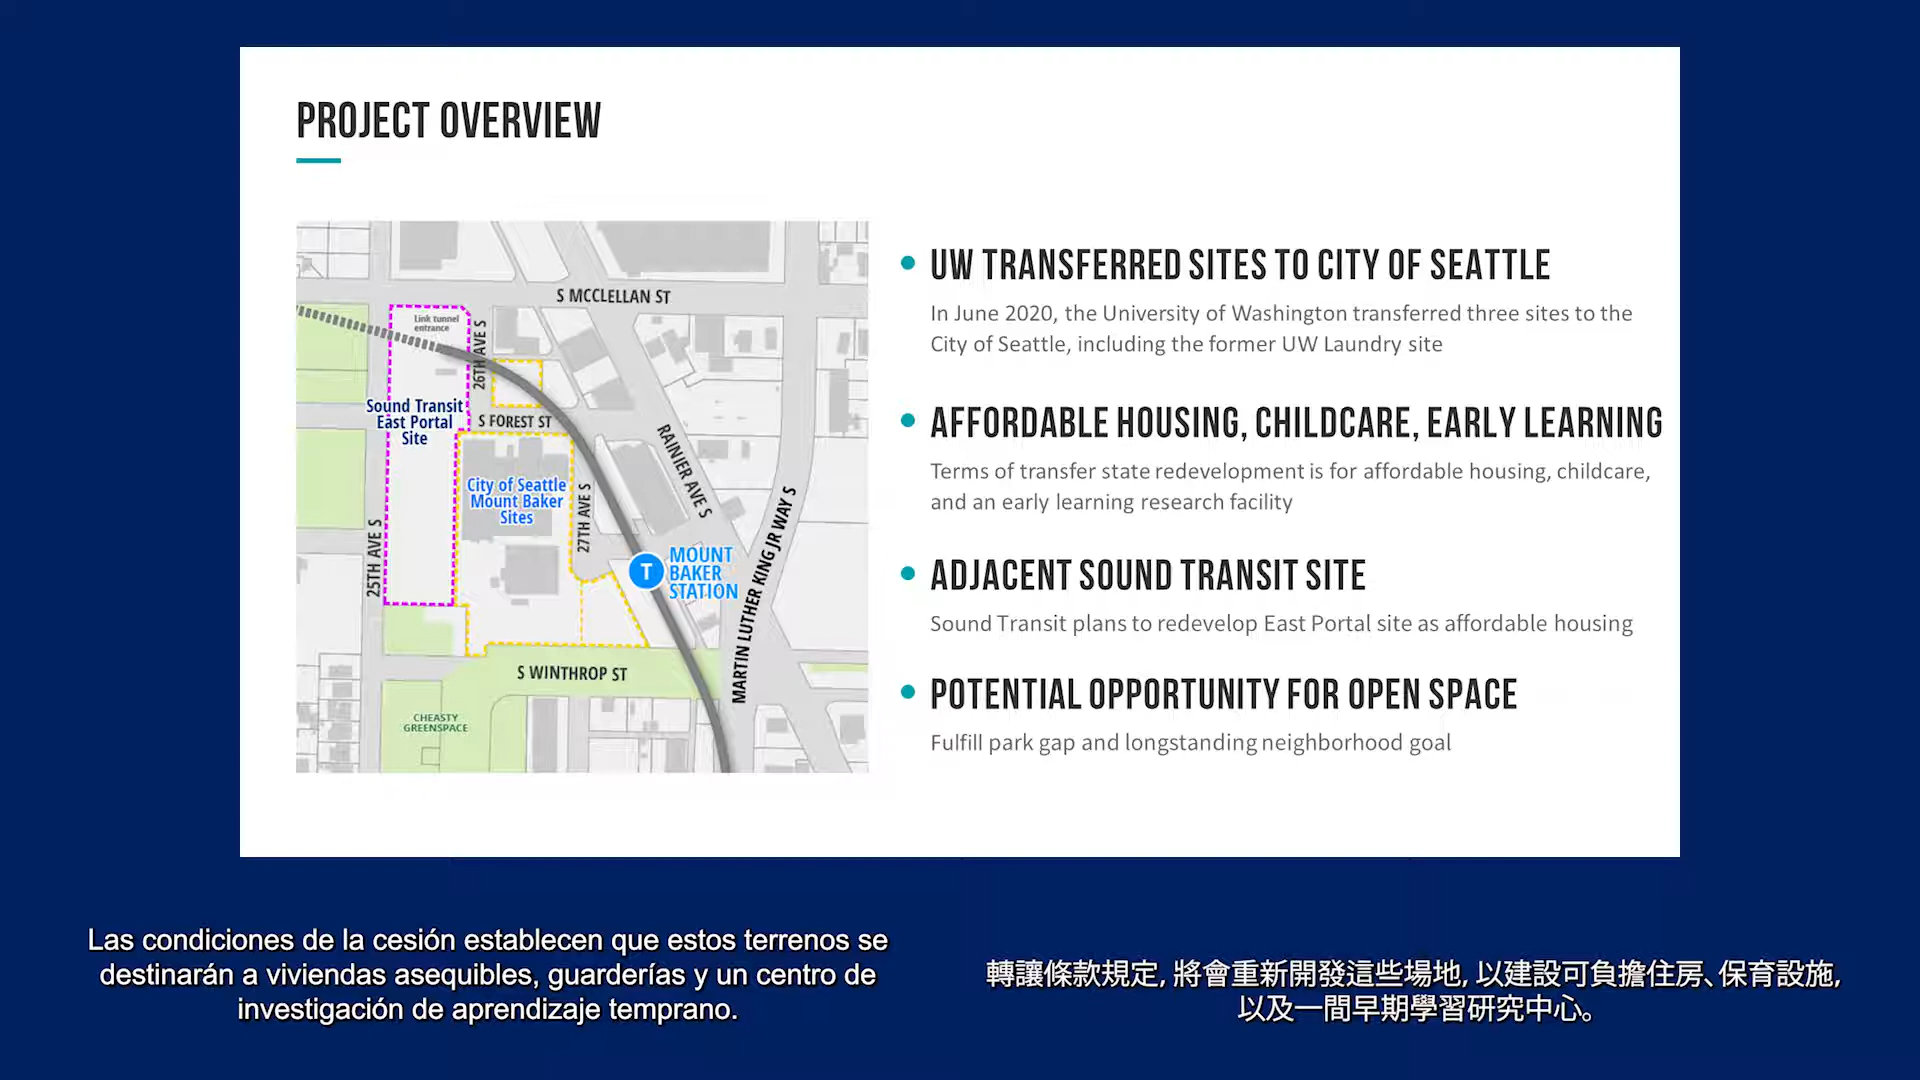 PROJECT OVERVIEW
S MCCLELLAN ST
Link tunnel
entrance
26TH AVE S
Sound Transit
East Portal
Site
S FOREST ST
RAINIER AVE S
City of Seattle
Mount Baker
Sites
27TH AVE S
25TH AVE S
T
MOUNT
BAKER
STATION
MARTIN LUTHER KING JR WAY S
S WINTHROP ST
CHEASTY
GREENSPACE
UW TRANSFERRED SITES TO CITY OF SEATTLE
In June 2020, the University of Washington transferred three sites to the
City of Seattle, including the former UW Laundry site
AFFORDABLE HOUSING, CHILDCARE, EARLY LEARNING
Terms of transfer state redevelopment is for affordable housing, childcare,
and an early learning research facility
ADJACENT SOUND TRANSIT SITE
Sound Transit plans to redevelop East Portal site as affordable housing
POTENTIAL OPPORTUNITY FOR OPEN SPACE
Fulfill park gap and longstanding neighborhood goal
Las condiciones de la cesión establecen que estos terrenos se
destinarán a viviendas asequibles, guarderías y un centro de
investigación de aprendizaje temprano.
轉讓條款規定, 將會重新開發這些場地, 以建設可負擔住房、保育設施,
以及一間早期學習研究中心。